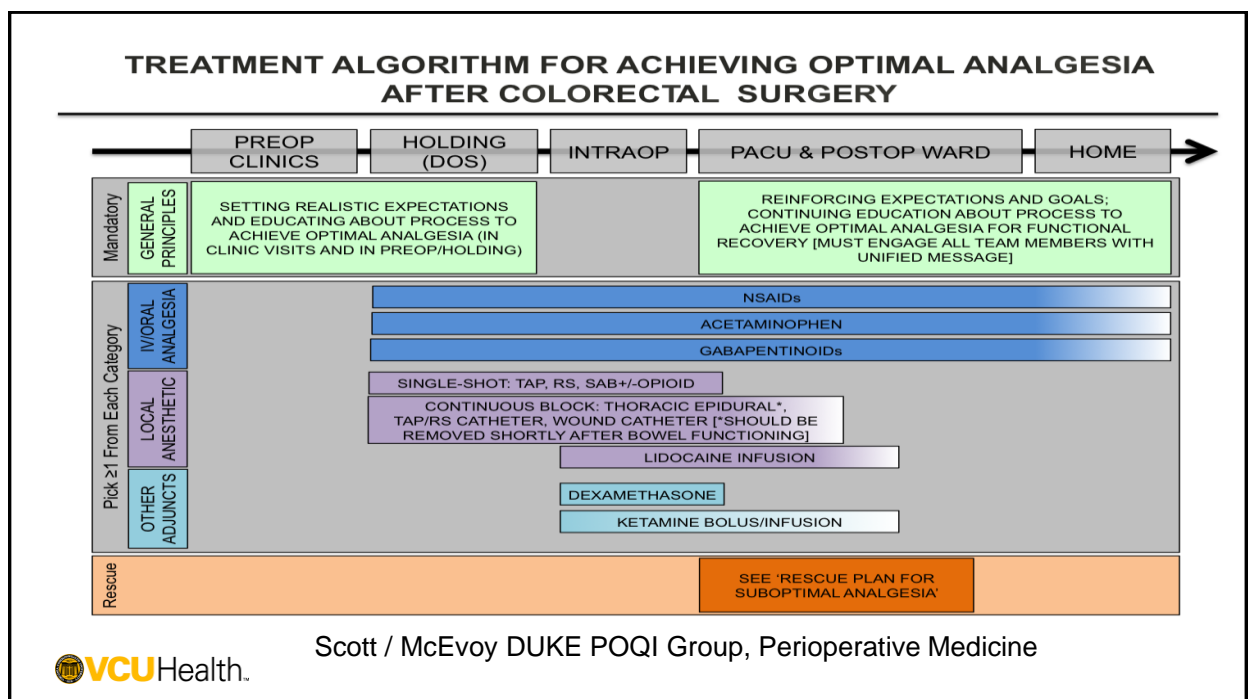 TREATMENT ALGORITHM FOR ACHIEVING OPTIMAL ANALGESIA
AFTER COLORECTAL SURGERY
PREOP
CLINICS
HOLDING
(DOS)
INTRAOP
PACU & POSTOP WARD
HOME
Mandatory
GENERAL
PRINCIPLES
SETTING REALISTIC EXPECTATIONS
AND EDUCATING ABOUT PROCESS TO
ACHIEVE OPTIMAL ANALGESIA (IN
CLINIC VISITS AND IN PREOP/HOLDING)
REINFORCING EXPECTATIONS AND GOALS;
CONTINUING EDUCATION ABOUT PROCESS TO
ACHIEVE OPTIMAL ANALGESIA FOR FUNCTIONAL
RECOVERY [MUST ENGAGE ALL TEAM MEMBERS WITH
UNIFIED MESSAGE]
Pick ≥1 From Each Category
IV/ORAL
ANALGESIA
NSAIDs
ACETAMINOPHEN
GABAPENTINOIDs
LOCAL
ANESTHETIC
SINGLE-SHOT: TAP, RS, SAB+/-OPIOID
CONTINUOUS BLOCK: THORACIC EPIDURAL*,
TAP/RS CATHETER, WOUND CATHETER [*SHOULD BE
REMOVED SHORTLY AFTER BOWEL FUNCTIONING]
LIDOCAINE INFUSION
OTHER
ADJUNCTS
DEXAMETHASONE
KETAMINE BOLUS/INFUSION
Rescue
SEE 'RESCUE PLAN FOR
SUBOPTIMAL ANALGESIA'
Scott / McEvoy DUKE POQI Group, Perioperative Medicine
VCUHealth™